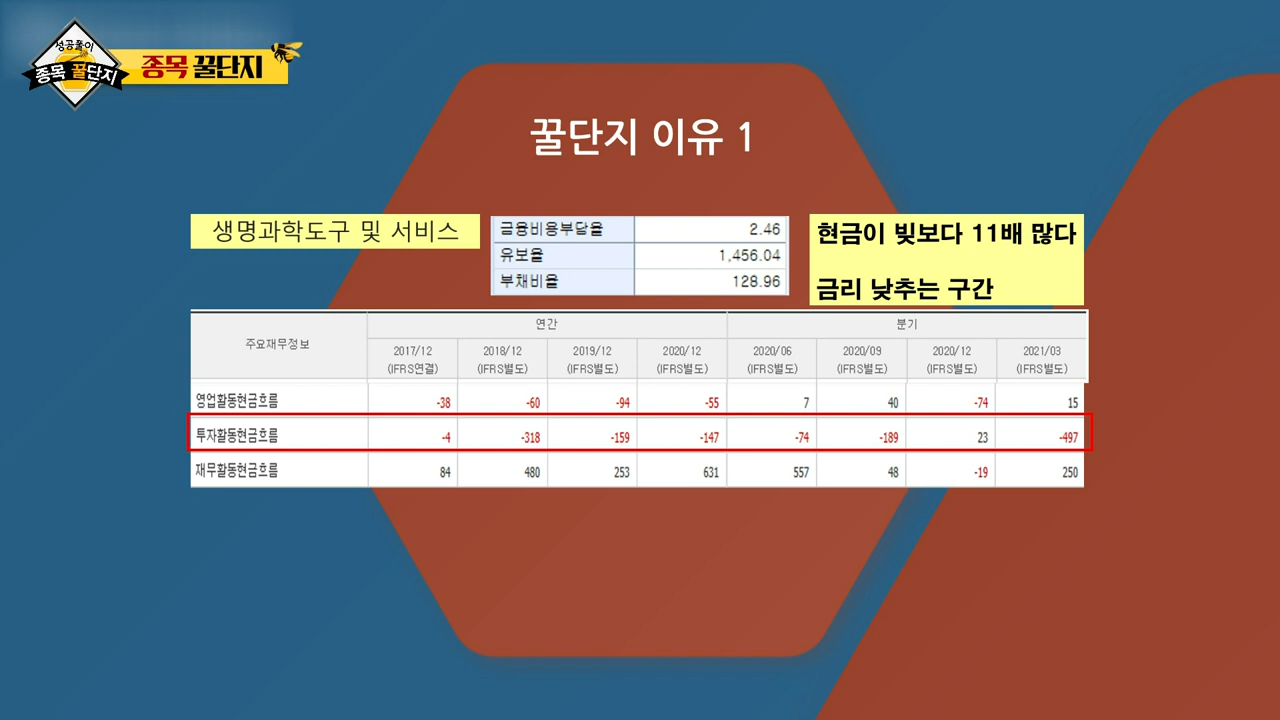 성공풀이
종목 꿀단지
종목 꿀단지
꿀단지 이유 1
생명과학도구 및 서비스
금융비용부담율 2.46
유보율 1,456.04
부채비율 128.96
현금이 빚보다 11배 많다
금리 낮추는 구간
주요재무정보 연간 분기
2017/12 2018/12 2019/12 2020/12 2020/06 2020/09 2020/12 2021/03
(IFRS연결) (IFRS별도) (IFRS별도) (IFRS별도) (IFRS별도) (IFRS별도) (IFRS별도) (IFRS별도)
영업활동현금흐름 -38 -60 -94 -55 7 40 -74 15
투자활동현금흐름 -4 -318 -159 -147 -74 -189 23 -497
재무활동현금흐름 84 480 253 631 557 48 -19 250